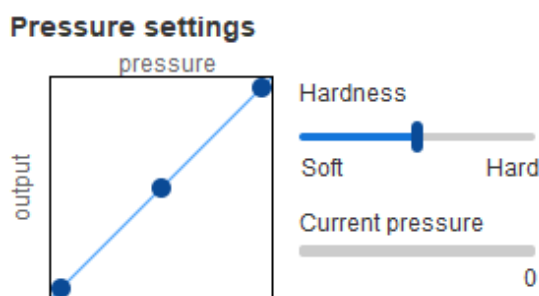 Pressure settings
pressure
output
Hardness
Soft Hard
Current pressure
0